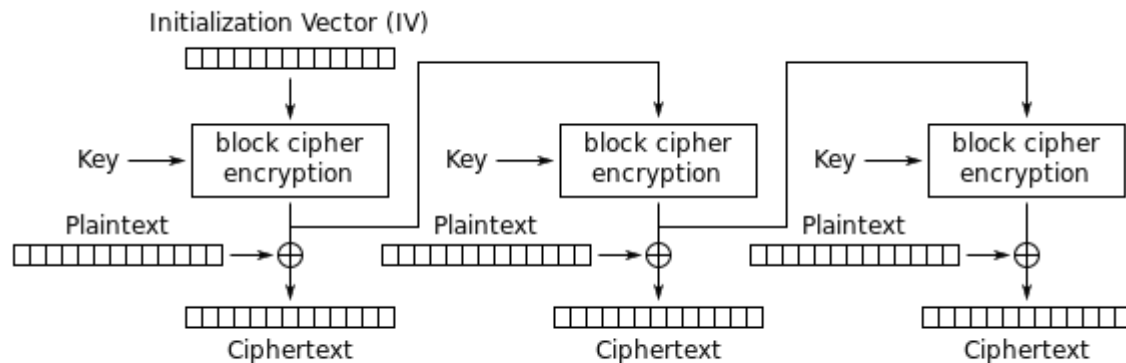 Initialization Vector (IV)
Key
block cipher
encryption
Key
block cipher
encryption
Key
block cipher
encryption
Plaintext
Plaintext
Plaintext
Ciphertext
Ciphertext
Ciphertext